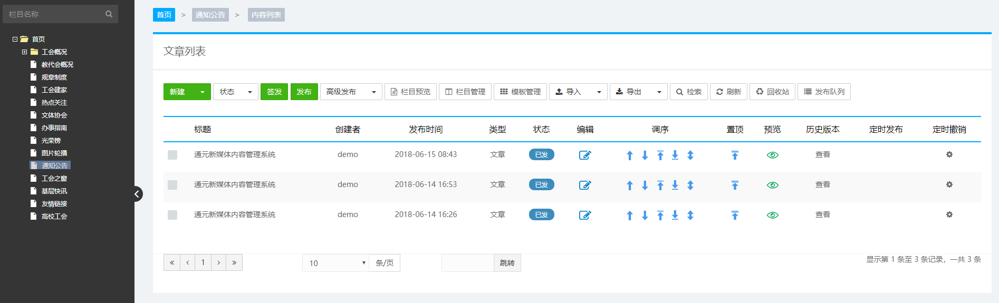 栏目名称
首页
工会概况
教代会概况
规章制度
工会建家
热点关注
文体协会
办事指南
光荣榜
图片轮播
通知公告
工会之窗
基层快讯
友情链接
高校工会
首页 > 通知公告 > 内容列表
文章列表
新建 状态 签发 发布 高级发布 栏目预览 栏目管理 模板管理 导入 导出 检索 刷新 回收站 发布队列
标题 创建者 发布时间 类型 状态 编辑 调序 置顶 预览 历史版本 定时发布 定时撤销
通元新媒体内容管理系统 demo 2018-06-15 08:43 文章 已发 查看
通元新媒体内容管理系统 demo 2018-06-14 16:53 文章 已发 查看
通元新媒体内容管理系统 demo 2018-06-14 16:26 文章 已发 查看
« ‹ 1 › » 10 条/页 跳转 显示第 1 条至 3 条记录，一共 3 条